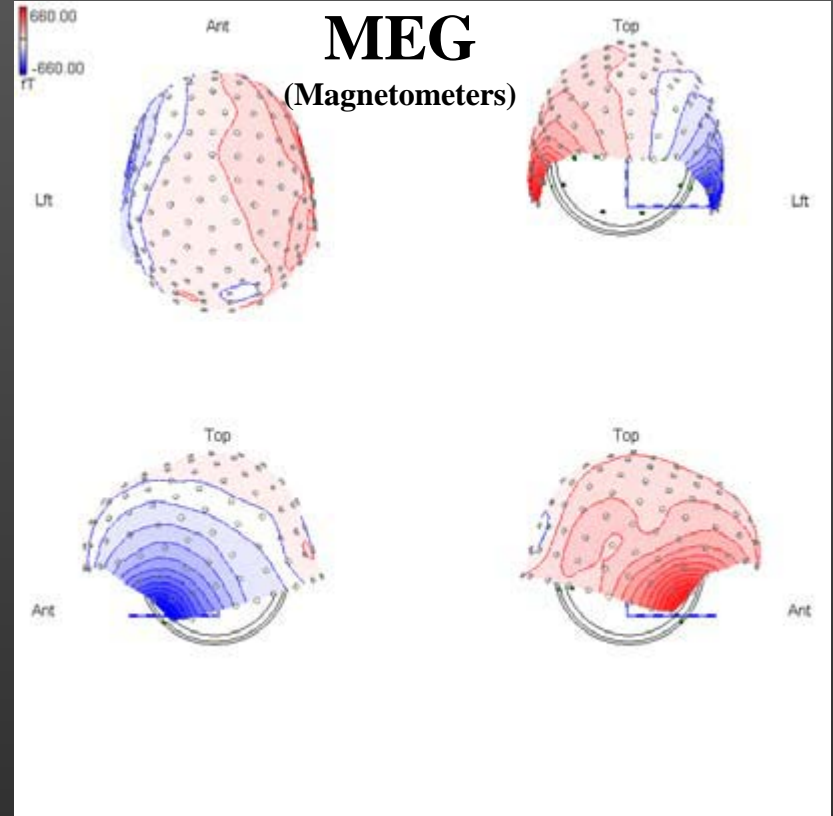 MEG
(Magnetometers)
660.00
-660.00
fT
Ant
Lft
Top
Lft
Top
Ant
Top
Ant